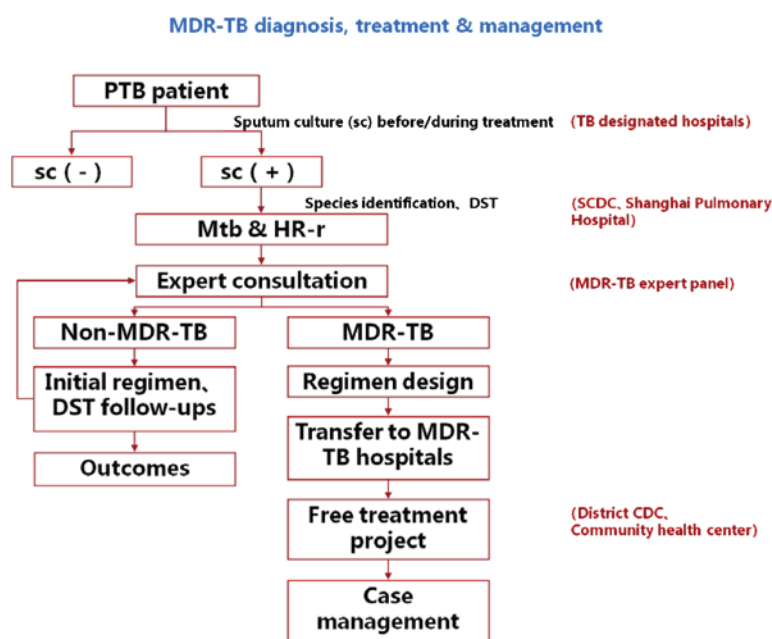 MDR-TB diagnosis, treatment & management
PTB patient
Sputum culture (sc) before/during treatment
(TB designated hospitals)
sc ( - )
sc ( + )
Species identification、DST
(SCDC、Shanghai Pulmonary
Hospital)
Mtb & HR-r
Expert consultation
(MDR-TB expert panel)
Non-MDR-TB
MDR-TB
Initial regimen、
DST follow-ups
Regimen design
Outcomes
Transfer to MDR-
TB hospitals
Free treatment
project
(District CDC、
Community health center)
Case
management